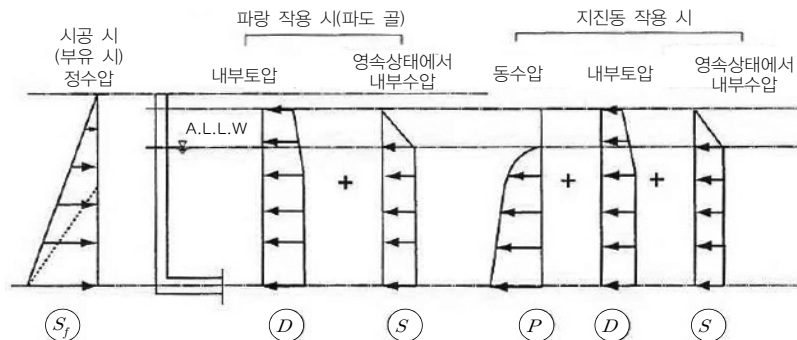 파랑 작용 시(파도 골)
지진동 작용 시
시공 시
(부유 시)
정수압
내부토압
영속상태에서
내부수압
동수압
내부토압
영속상태에서
내부수압
A.L.L.W
+
+
+
S_f
D
S
P
D
S